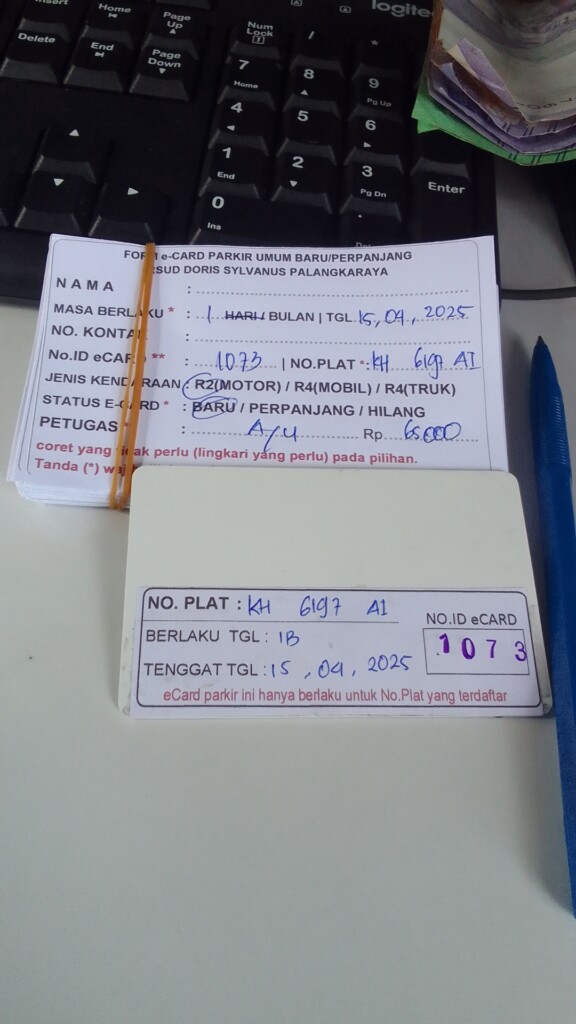 Insert Home Page Up
Delete End Page Down
logite
Num Lock / *
7 Home 8 9 Pg Up
4 5 6
1 End 2 3 Pg Dn Enter
0 Ins .
FORM e-CARD PARKIR UMUM BARU/PERPANJANG
RSUD DORIS SYLVANUS PALANGKARAYA
NAMA :
MASA BERLAKU * : 1 HARI / BULAN | TGL 15, 04, 2025
NO. KONTAK :
No.ID eCARD ** : 1073 | NO.PLAT * : KH 6197 AI
JENIS KENDARAAN : R2(MOTOR) / R4(MOBIL) / R4(TRUK)
STATUS E-CARD * : BARU / PERPANJANG / HILANG
PETUGAS * : Rp 65.000
coret yang tidak perlu (lingkari yang perlu) pada pilihan.
Tanda (*)
NO. PLAT : KH 6197 AI
BERLAKU TGL : 1B
TENGGAT TGL : 15, 04, 2025
NO.ID eCARD
1073
eCard parkir ini hanya berlaku untuk No.Plat yang terdaftar